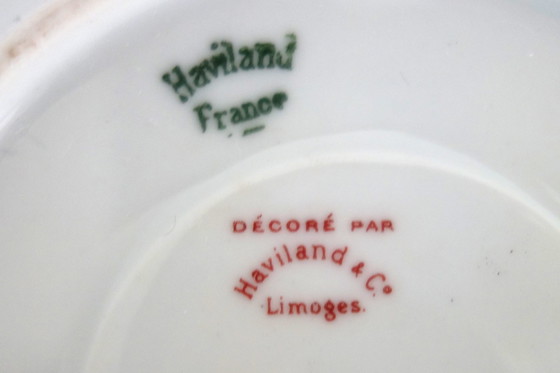 Haviland
France
DÉCORÉ PAR
Haviland & Co.
Limoges.